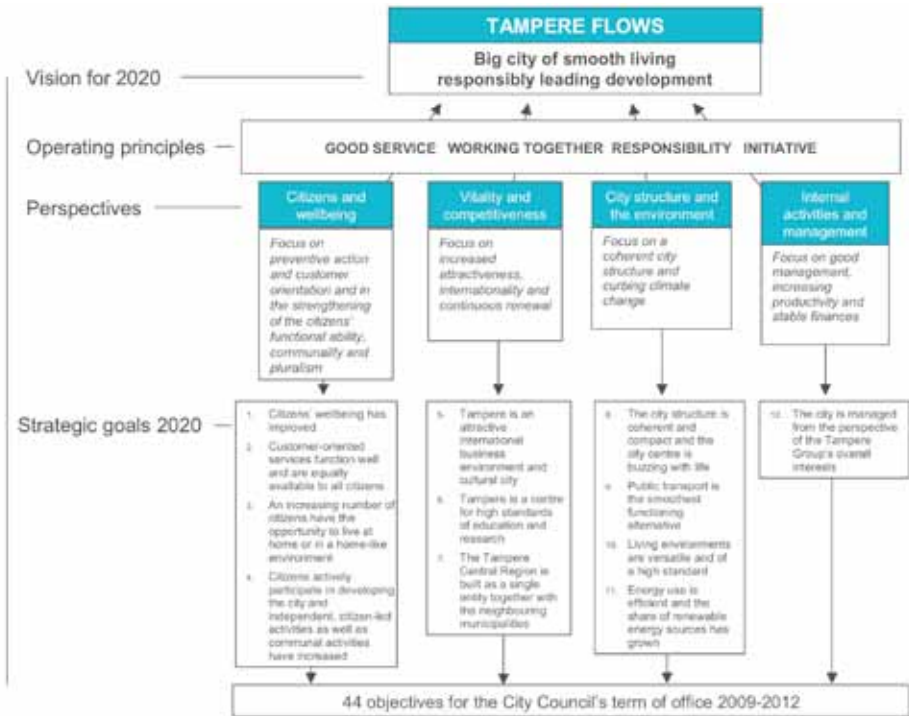 TAMPERE FLOWS
Big city of smooth living
responsibly leading development
Vision for 2020
Operating principles
GOOD SERVICE WORKING TOGETHER RESPONSIBILITY INITIATIVE
Perspectives
Citizens and
wellbeing
Focus on
preventive action
and customer
orientation and in
the strengthening
of the citizens'
functional ability,
communality and
pluralism
Vitality and
competitiveness
Focus on
increased
attractiveness,
internationality and
continuous renewal
City structure and
the environment
Focus on a
coherent city
structure and
curbing climate
change
Internal
activities and
management
Focus on good
management,
increasing
productivity and
stable finances
Strategic goals 2020
1. Citizens' wellbeing has
improved
2. Customer-oriented
services function well
and are equally
available to all citizens
3. An increasing number of
citizens have the
opportunity to live at
home or in a home-like
environment
4. Citizens actively
participate in developing
the city and
independent, citizen-led
activities as well as
communal activities
have increased
5. Tampere is an
attractive
international
business
environment and
cultural city
6. Tampere is a centre
for high standards
of education and
research
7. The Tampere
Central Region is
built as a single
entity together with
the neighbouring
municipalities
8. The city structure is
coherent and
compact and the
city centre is
buzzing with life
9. Public transport is
the smoothest
functioning
alternative
10. Living environments
are versatile and of
a high standard
11. Energy use is
efficient and the
share of renewable
energy sources has
grown
The city is managed
from the perspective
of the Tampere
Group's overall
interests
44 objectives for the City Council's term of office 2009-2012